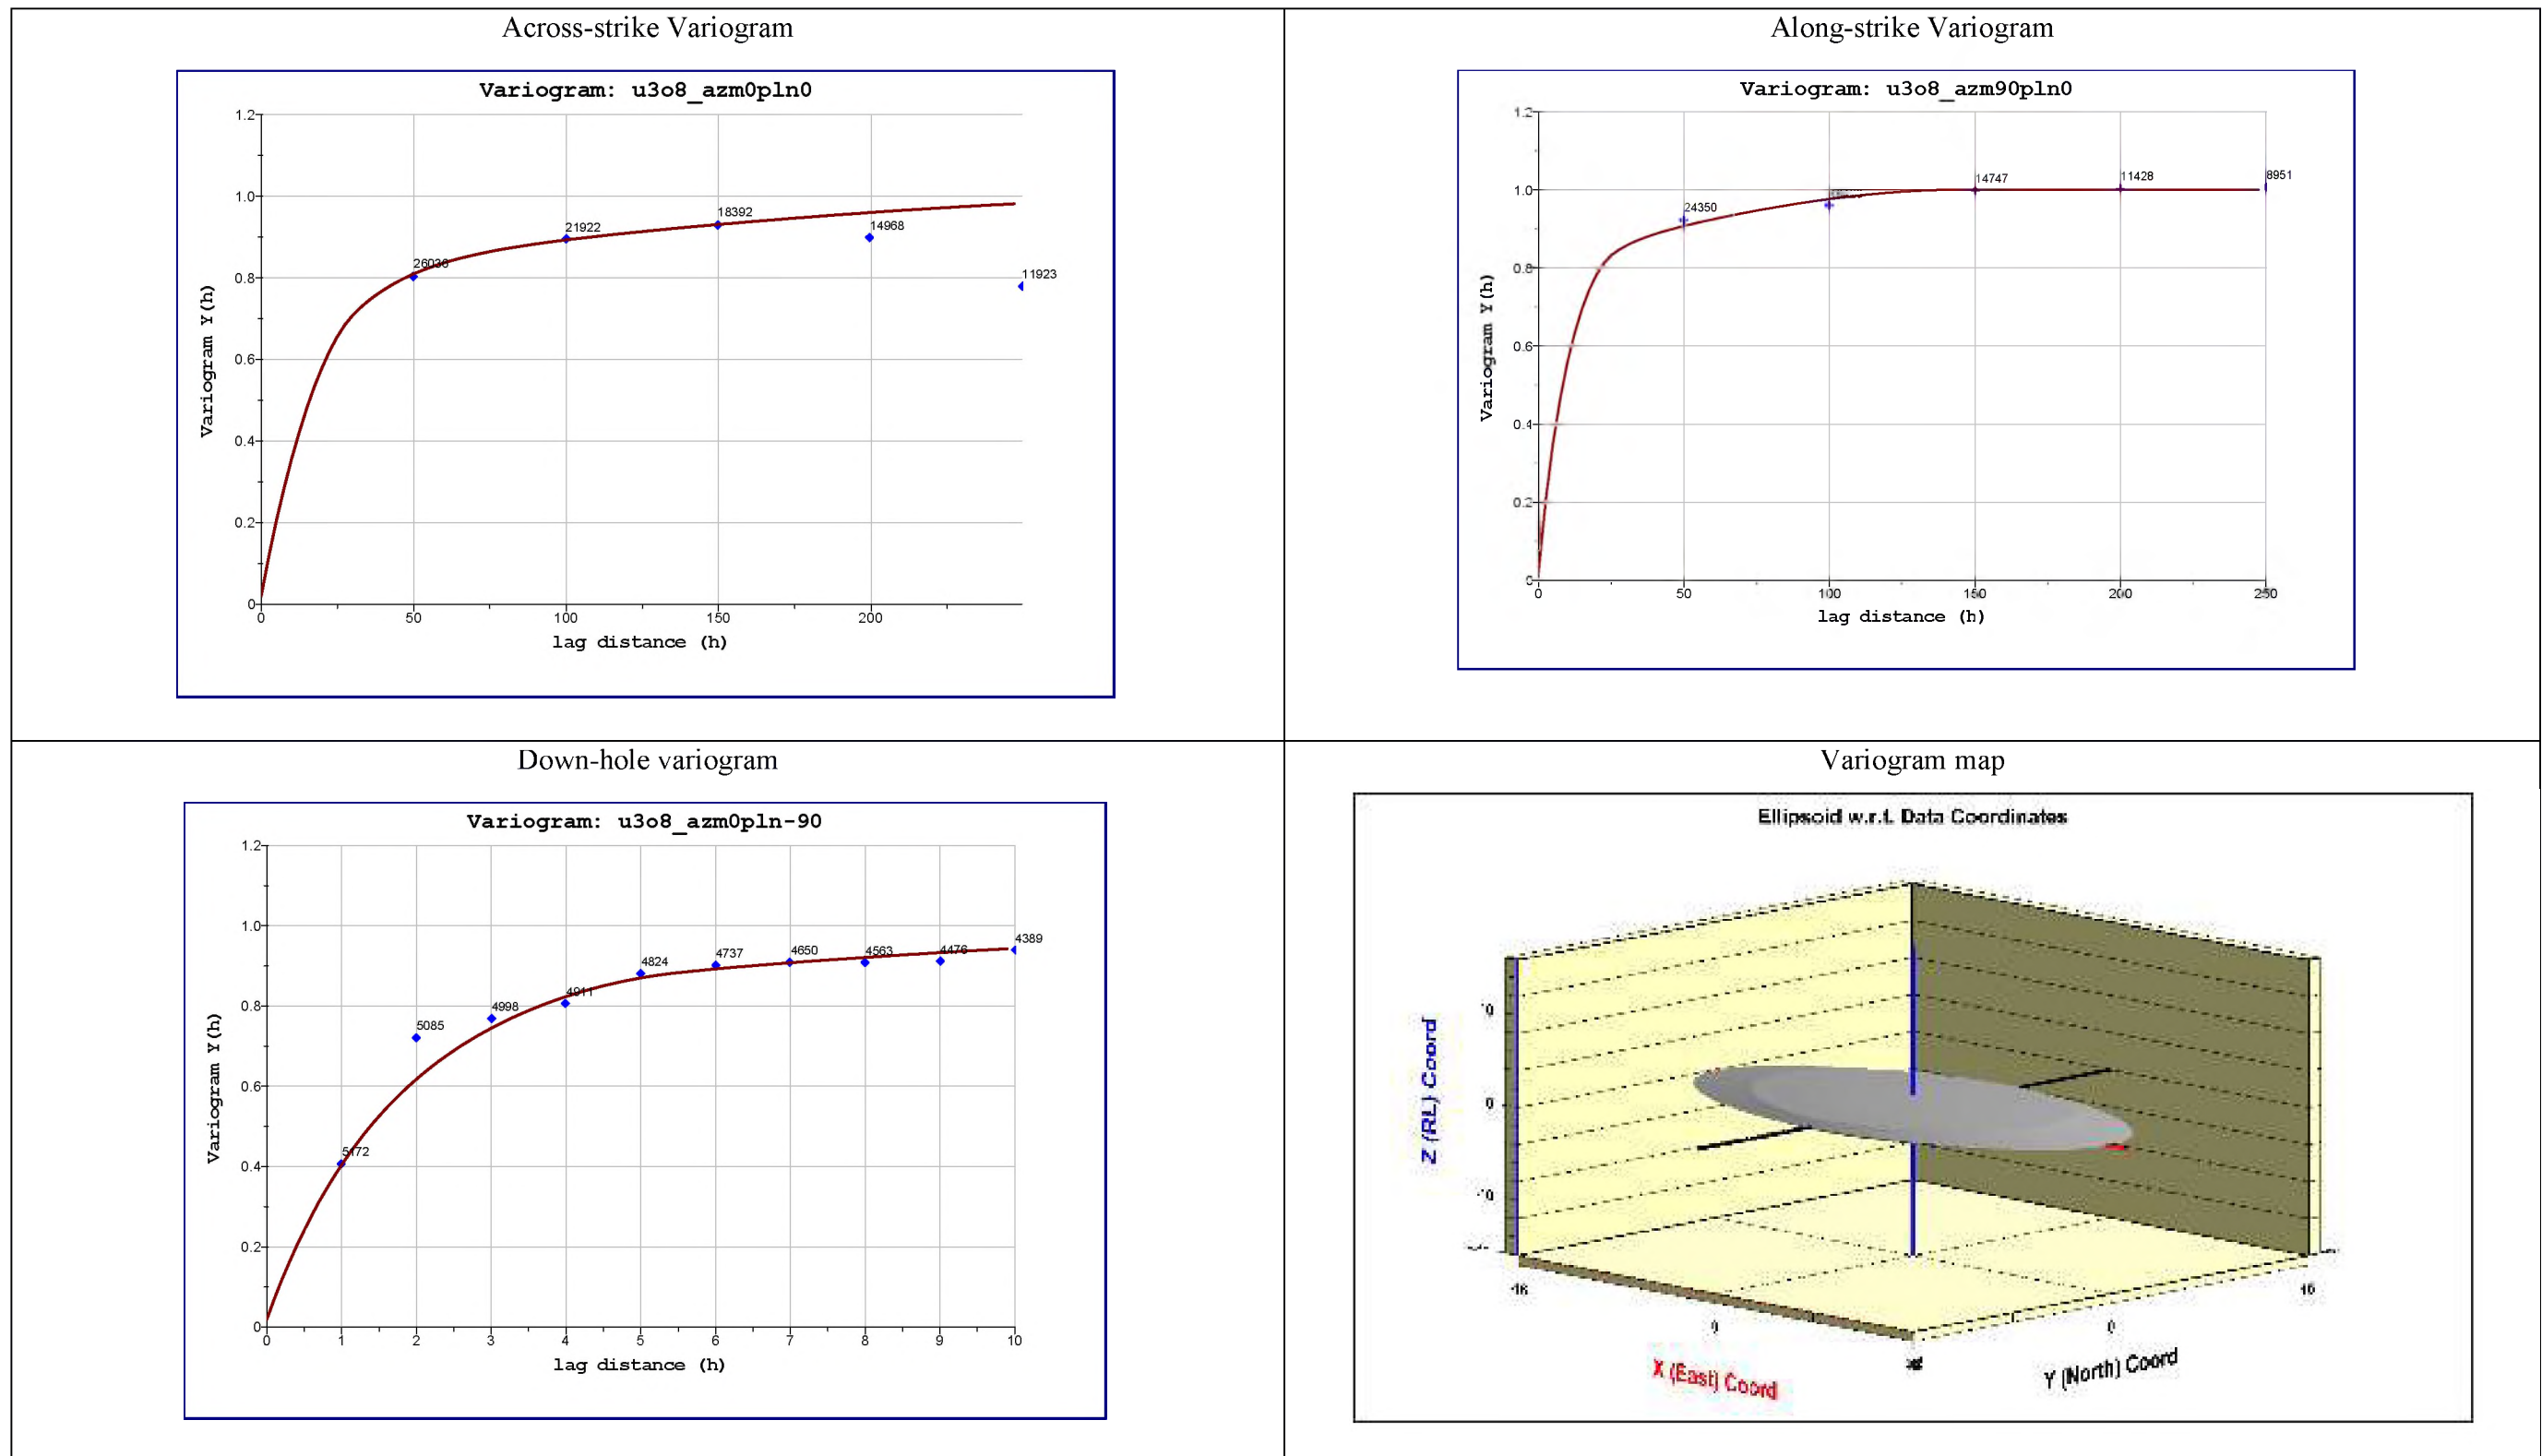 Across-strike Variogram
Variogram: u3o8_azm0pln0
Variogram Y(h)
1.2
1.0
0.8
0.6
0.4
0.2
0
26036
21922
18392
14968
11923
0 50 100 150 200
lag distance (h)
Along-strike Variogram
Variogram: u3o8_azm90pln0
Variogram Y(h)
1.2
1.0
0.8
0.6
0.4
0.2
0
24350
14747
11428
8951
0 50 100 150 200 250
lag distance (h)
Down-hole variogram
Variogram: u3o8_azm0pln-90
Variogram Y(h)
1.2
1.0
0.8
0.6
0.4
0.2
0
5172
5085
4998
4911
4824
4737
4650
4563
4476
4389
0 1 2 3 4 5 6 7 8 9 10
lag distance (h)
Variogram map
Ellipsoid w.r.t. Data Coordinates
Z (RL) Coord
0
0
0
X (East) Coord
Y (North) Coord